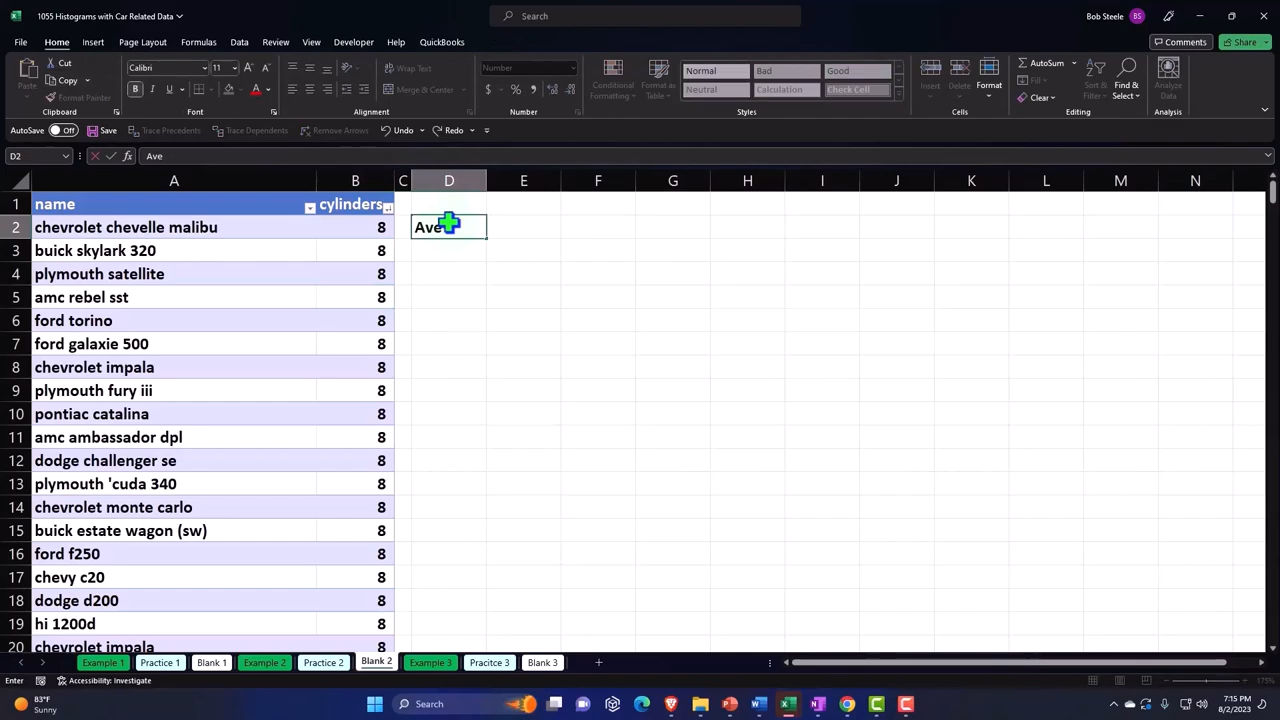 1055 Histograms with Car Related Data
Search
Bob Steele BS
File Home Insert Page Layout Formulas Data Review View Developer Help QuickBooks
Comments Share
Paste Cut Copy Format Painter
Calibri 11
Wrap Text
Merge & Center
Number
Conditional Formatting Format as Table
Normal Bad Good
Neutral Calculation Check Cell
Insert Delete Format
AutoSum Clear
Sort & Filter Find & Select
Analyze Data
Clipboard Font Alignment Number Styles Cells Editing Analysis
AutoSave Off Save Trace Precedents Trace Dependents Remove Arrows Undo Redo
D2 fx Ave
A B C D E F G H I J K L M N
1 name cylinders
2 chevrolet chevelle malibu 8 Ave
3 buick skylark 320 8
4 plymouth satellite 8
5 amc rebel sst 8
6 ford torino 8
7 ford galaxie 500 8
8 chevrolet impala 8
9 plymouth fury iii 8
10 pontiac catalina 8
11 amc ambassador dpl 8
12 dodge challenger se 8
13 plymouth 'cuda 340 8
14 chevrolet monte carlo 8
15 buick estate wagon (sw) 8
16 ford f250 8
17 chevy c20 8
18 dodge d200 8
19 hi 1200d 8
20 chevrolet impala 8
Example 1 Practice 1 Blank 1 Example 2 Practice 2 Blank 2 Example 3 Pracitce 3 Blank 3
Enter Accessibility: Investigate 175%
83°F
Sunny
Search
7:15 PM
8/2/2023